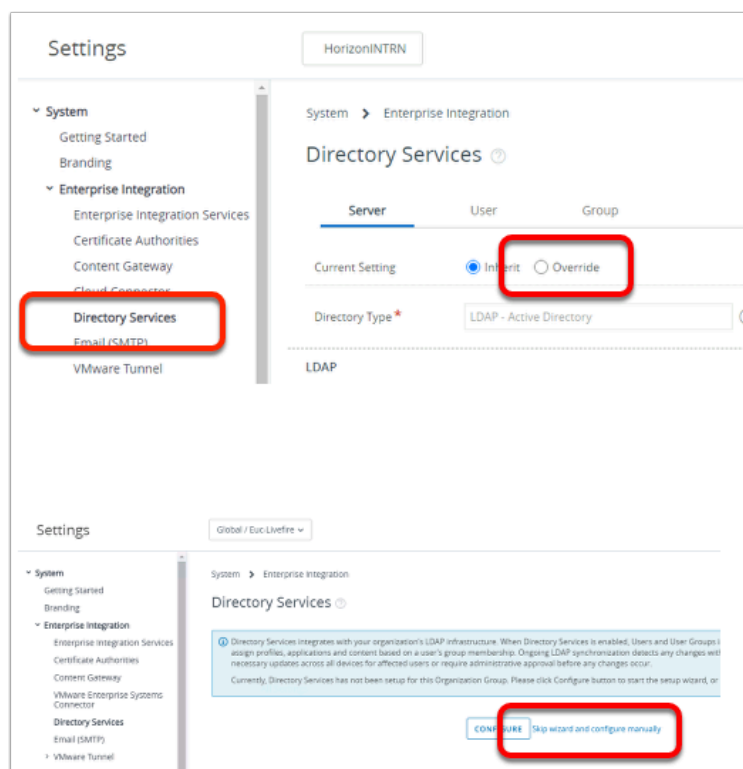 Settings
HorizonINTRN
System
Getting Started
Branding
Enterprise Integration
Enterprise Integration Services
Certificate Authorities
Content Gateway
Cloud Connector
Directory Services
Email (SMTP)
VMware Tunnel
System > Enterprise Integration
Directory Services
Server User Group
Current Setting Inherit Override
Directory Type * LDAP - Active Directory
LDAP
Settings
Global / Euc-Livefire
System
Getting Started
Branding
Enterprise Integration
Enterprise Integration Services
Certificate Authorities
Content Gateway
VMware Enterprise Systems
Connector
Directory Services
Email (SMTP)
VMware Tunnel
System > Enterprise Integration
Directory Services
Directory Services integrates with your organization's LDAP infrastructure. When Directory Services is enabled, Users and User Groups
assign profiles, applications and content based on a user's group membership. Ongoing LDAP synchronization detects any changes
necessary updates across all devices for affected users or require administrative approval before any changes occur.
Currently, Directory Services has not been setup for this Organization Group. Please click Configure button to start the setup wizard, or
CONFIGURE Skip wizard and configure manually